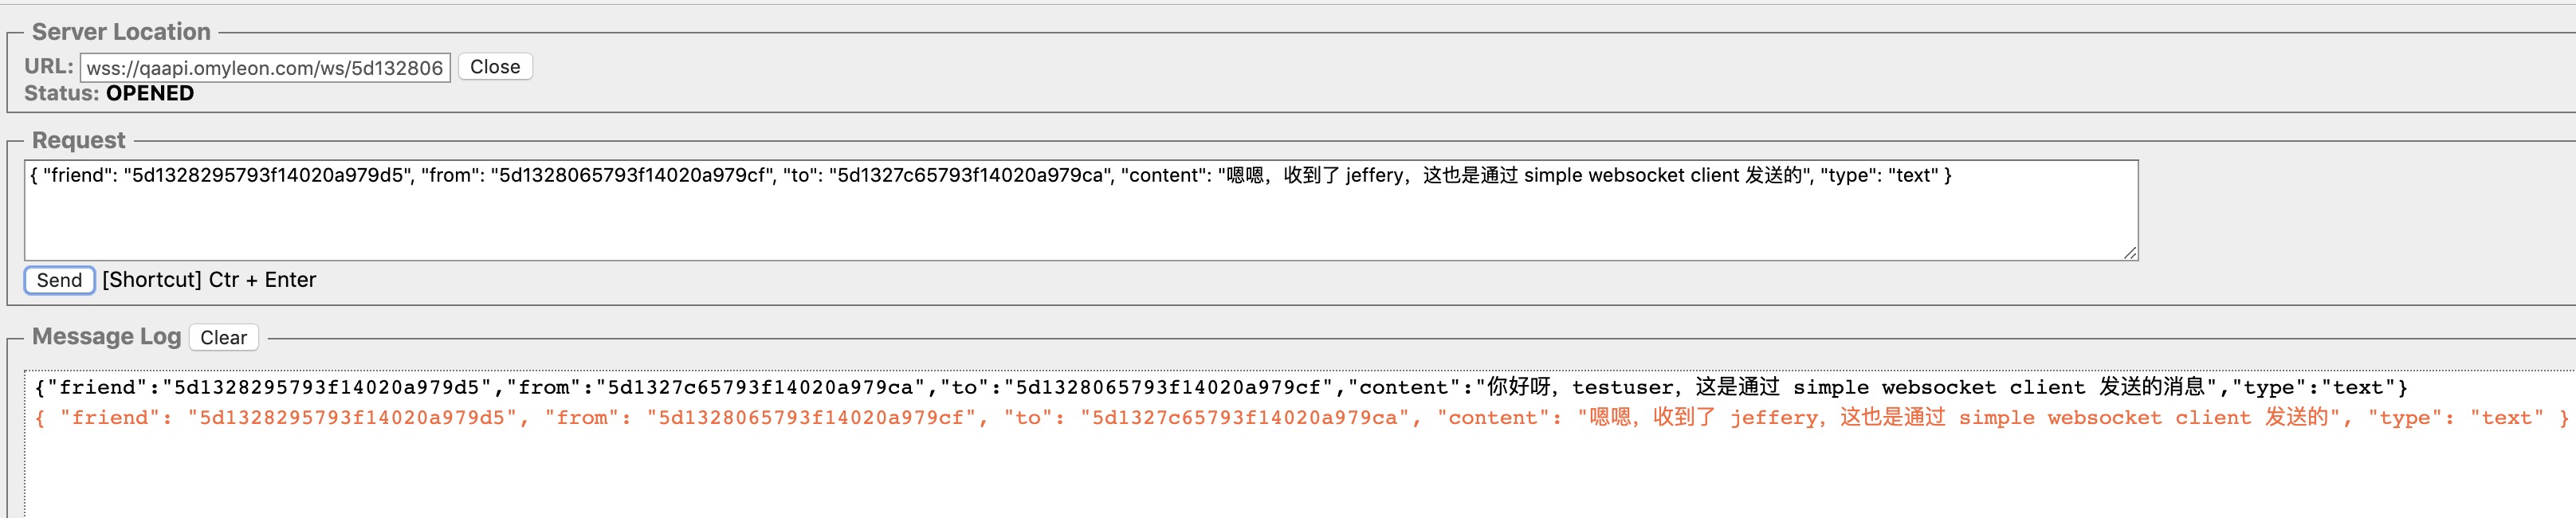 Server Location
URL: wss://qaapi.omyleon.com/ws/5d132806 Close
Status: OPENED
Request
{ "friend": "5d1328295793f14020a979d5", "from": "5d1328065793f14020a979cf", "to": "5d1327c65793f14020a979ca", "content": "嗯嗯，收到了 jeffery，这也是通过 simple websocket client 发送的", "type": "text" }
Send [Shortcut] Ctr + Enter
Message Log Clear
{"friend":"5d1328295793f14020a979d5","from":"5d1327c65793f14020a979ca","to":"5d1328065793f14020a979cf","content":"你好呀，testuser，这是通过 simple websocket client 发送的消息","type":"text"}
{ "friend": "5d1328295793f14020a979d5", "from": "5d1328065793f14020a979cf", "to": "5d1327c65793f14020a979ca", "content": "嗯嗯，收到了 jeffery，这也是通过 simple websocket client 发送的", "type": "text" }